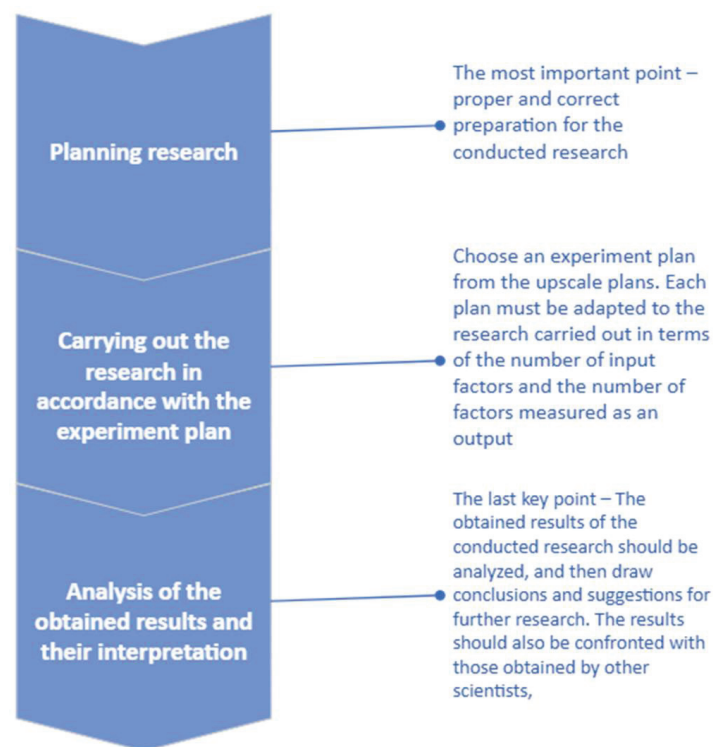 Planning research
The most important point –
proper and correct
preparation for the
conducted research
Carrying out the
research in
accordance with the
experiment plan
Choose an experiment plan
from the upscale plans. Each
plan must be adapted to the
research carried out in terms
of the number of input
factors and the number of
factors measured as an
output
Analysis of the
obtained results and
their interpretation
The last key point – The
obtained results of the
conducted research should be
analyzed, and then draw
conclusions and suggestions for
further research. The results
should also be confronted with
those obtained by other
scientists,